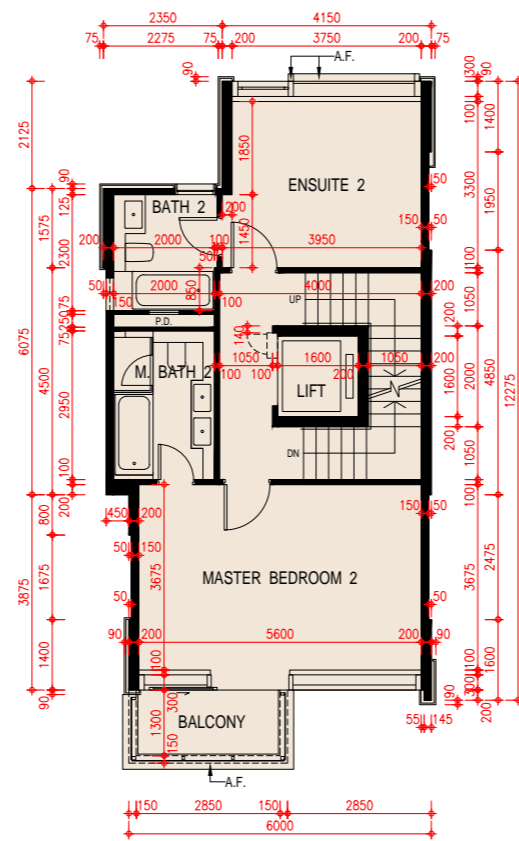 2350 4150
75 2275 75 200 3750 200 75
A.F.
90 300 90
100 1400
2125
1850 3300
ENSUITE 2 1950
90 50
125 BATH 2
200
1575 150 50
200 2000 100 1450 3950
2300 50 100
50 2000 850 4000 200
150 100 UP 1050
75 P.D. 200
250 140
75
6075 1050 1600 1050 200
4500 M. BATH 2 100 100 200 4850
2950 LIFT 1600 2000 12275
200
DN 1050
100 100
200 150 50
800 450 200
50 150 2475
3675 3675
1675 MASTER BEDROOM 2
3875 50 50
90 200 5600 200 90
1400 1600
100 100
300 300
90 90
1300 BALCONY 200
150 55 145
A.F.
150 2850 150 2850
6000